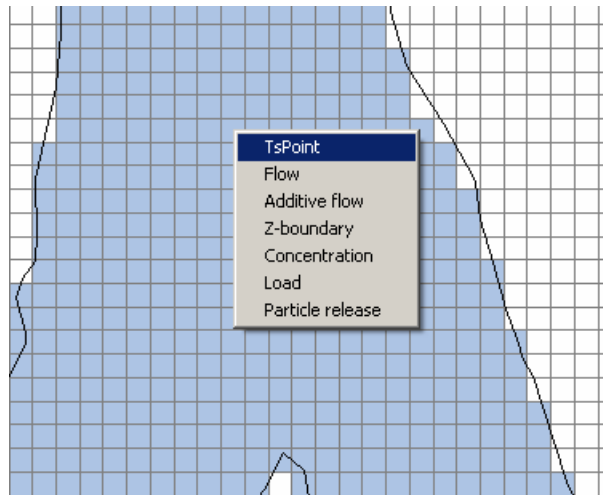 TsPoint
Flow
Additive flow
Z-boundary
Concentration
Load
Particle release